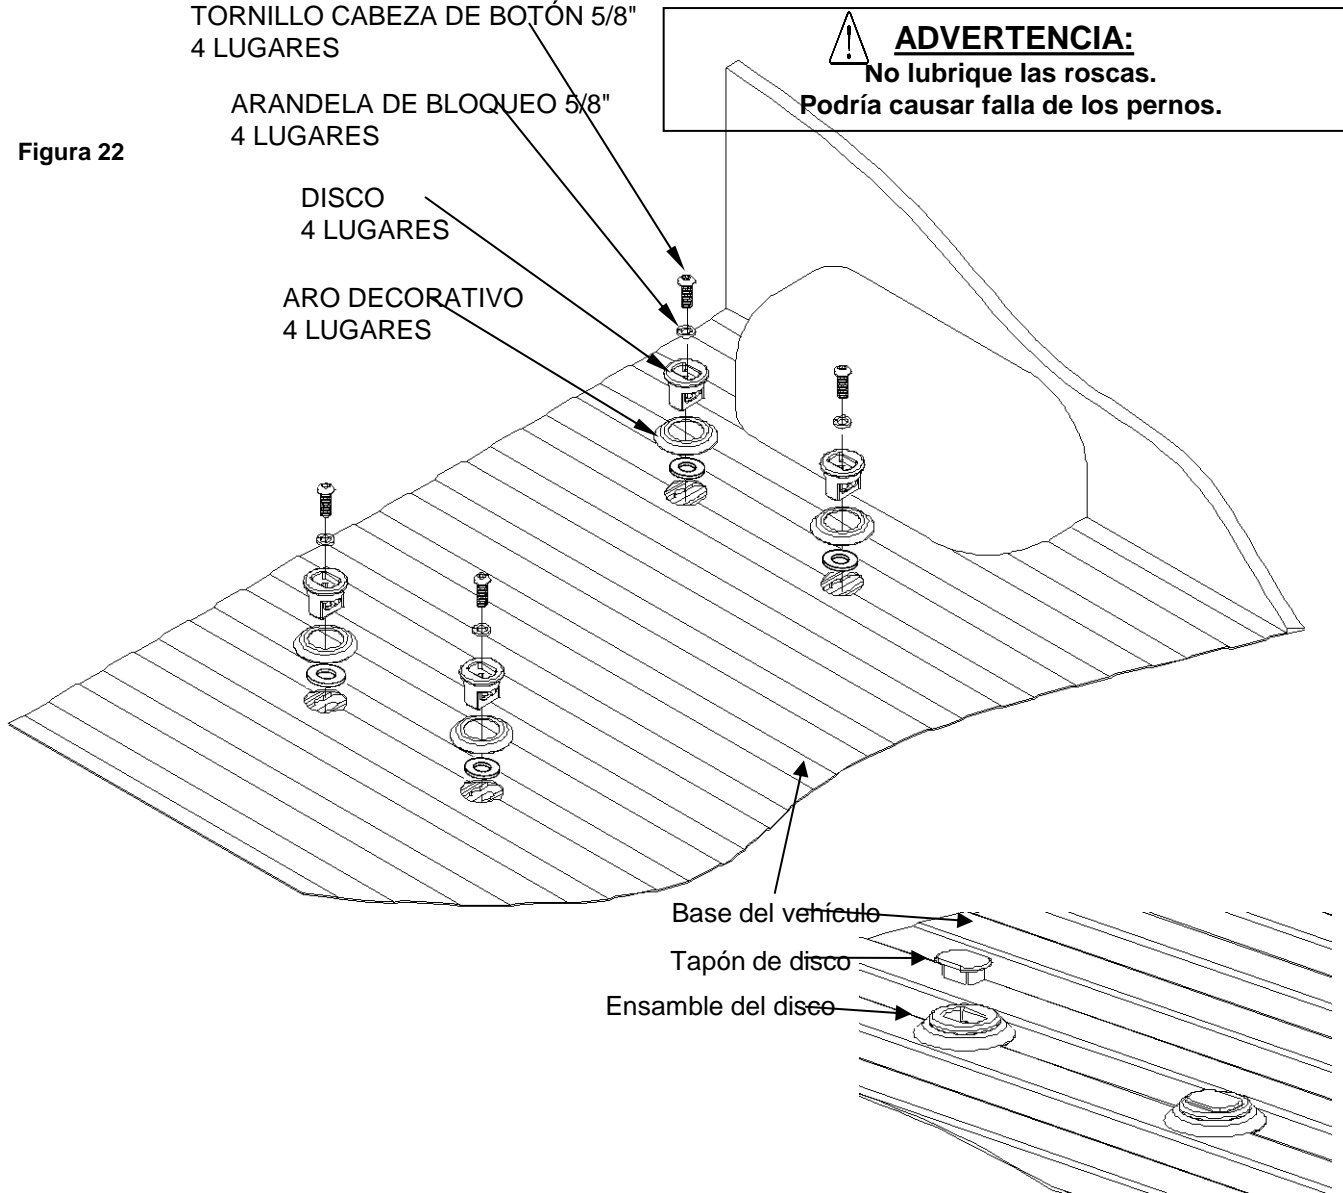 TORNILLO CABEZA DE BOTÓN 5/8"
4 LUGARES
ADVERTENCIA:
No lubrique las roscas.
Podría causar falla de los pernos.
ARANDELA DE BLOQUEO 5/8"
4 LUGARES
Figura 22
DISCO
4 LUGARES
ARO DECORATIVO
4 LUGARES
Base del vehículo
Tapón de disco
Ensamble del disco